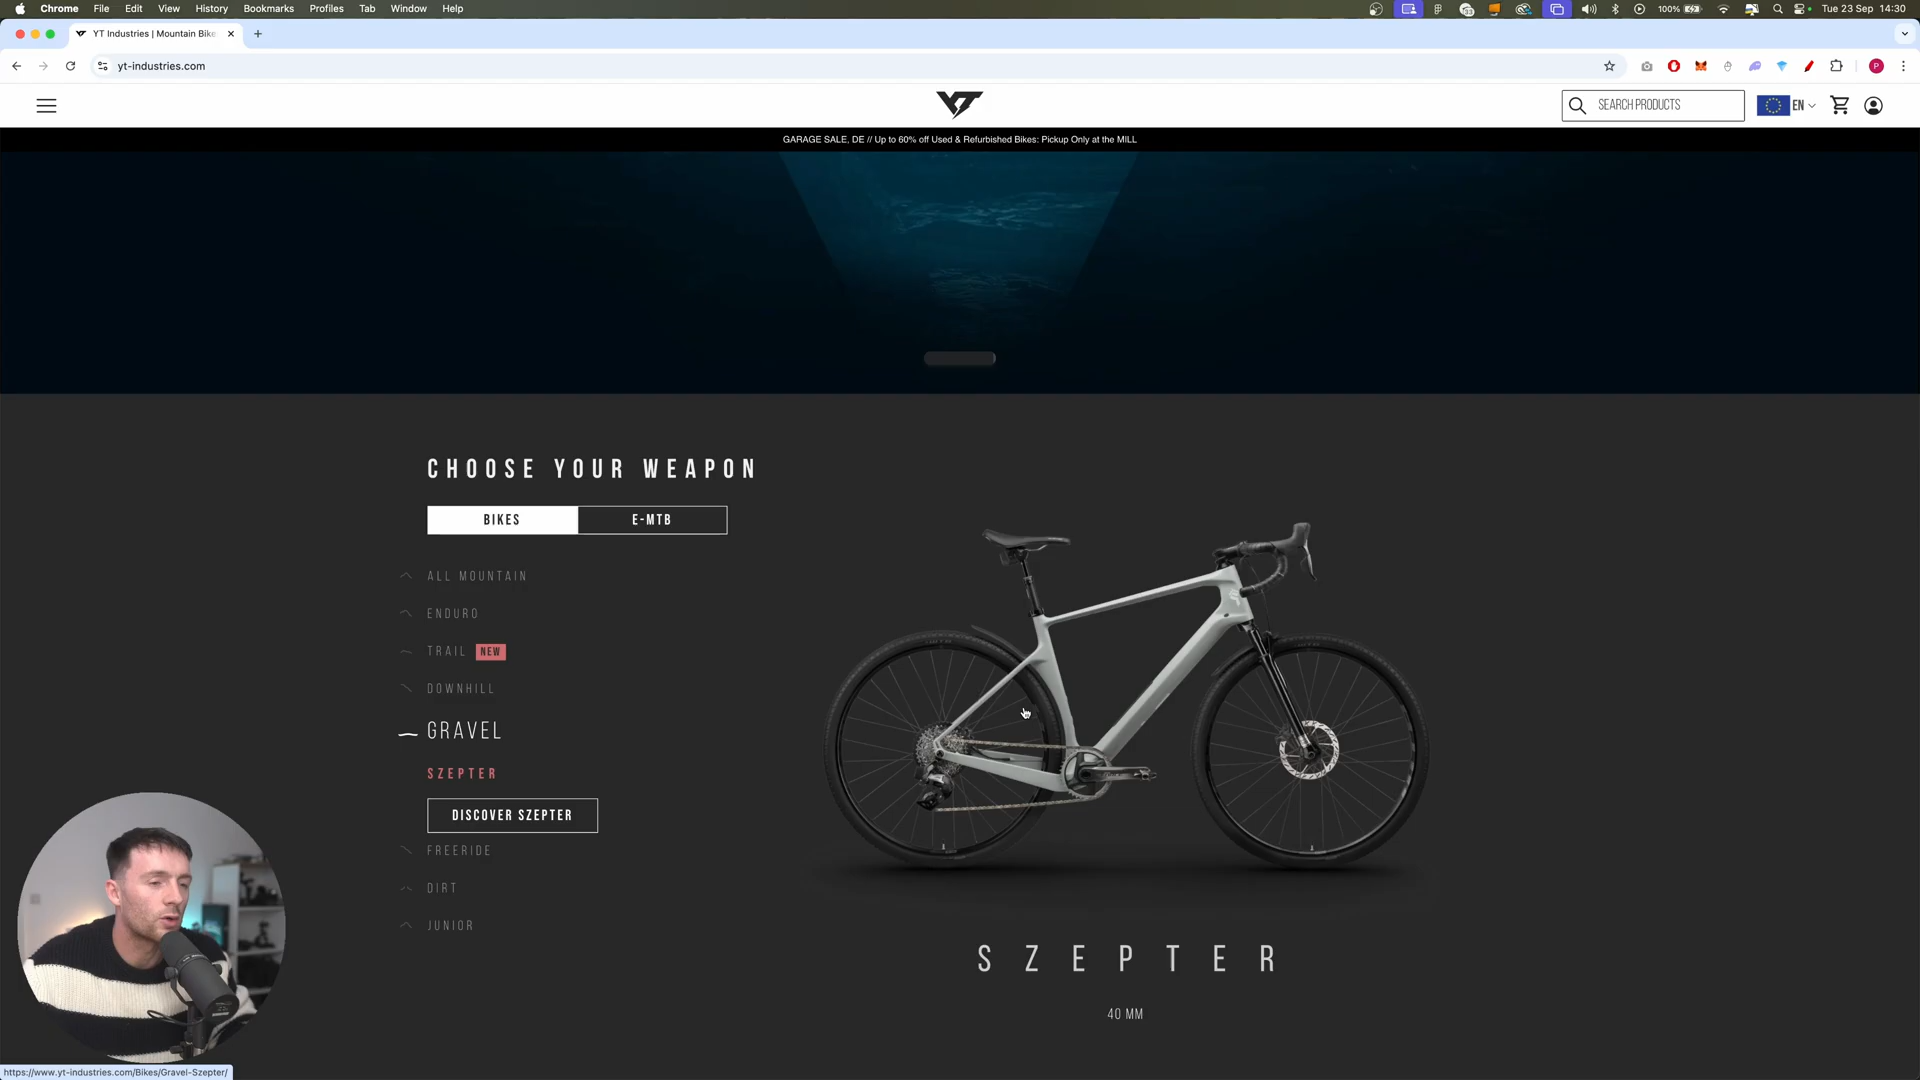 Chrome File Edit View History Bookmarks Profiles Tab Window Help
100% Tue 23 Sep 14:30
YT Industries | Mountain Bike
yt-industries.com
YT
SEARCH PRODUCTS
EN
GARAGE SALE, DE // Up to 60% off Used & Refurbished Bikes: Pickup Only at the MILL
CHOOSE YOUR WEAPON
BIKES
E-MTB
ALL MOUNTAIN
ENDURO
TRAIL NEW
DOWNHILL
GRAVEL
SZEPTER
DISCOVER SZEPTER
FREERIDE
DIRT
JUNIOR
SZEPTER
40 MM
https://www.yt-industries.com/Bikes/Gravel-Szepter/